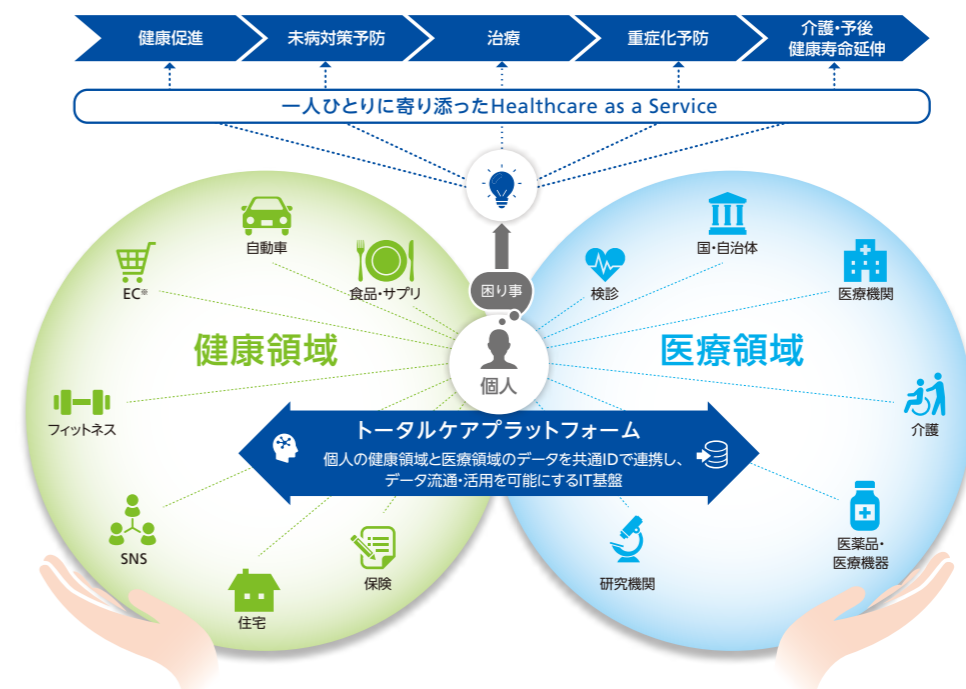 健康促進
未病対策予防
治療
重症化予防
介護・予後
健康寿命延伸
一人ひとりに寄り添ったHealthcare as a Service
自動車
国・自治体
EC※
食品・サプリ
困り事
検診
医療機関
健康領域
医療領域
個人
フィットネス
介護
トータルケアプラットフォーム
個人の健康領域と医療領域のデータを共通IDで連携し、
データ流通・活用を可能にするIT基盤
SNS
保険
研究機関
医薬品・
医療機器
住宅